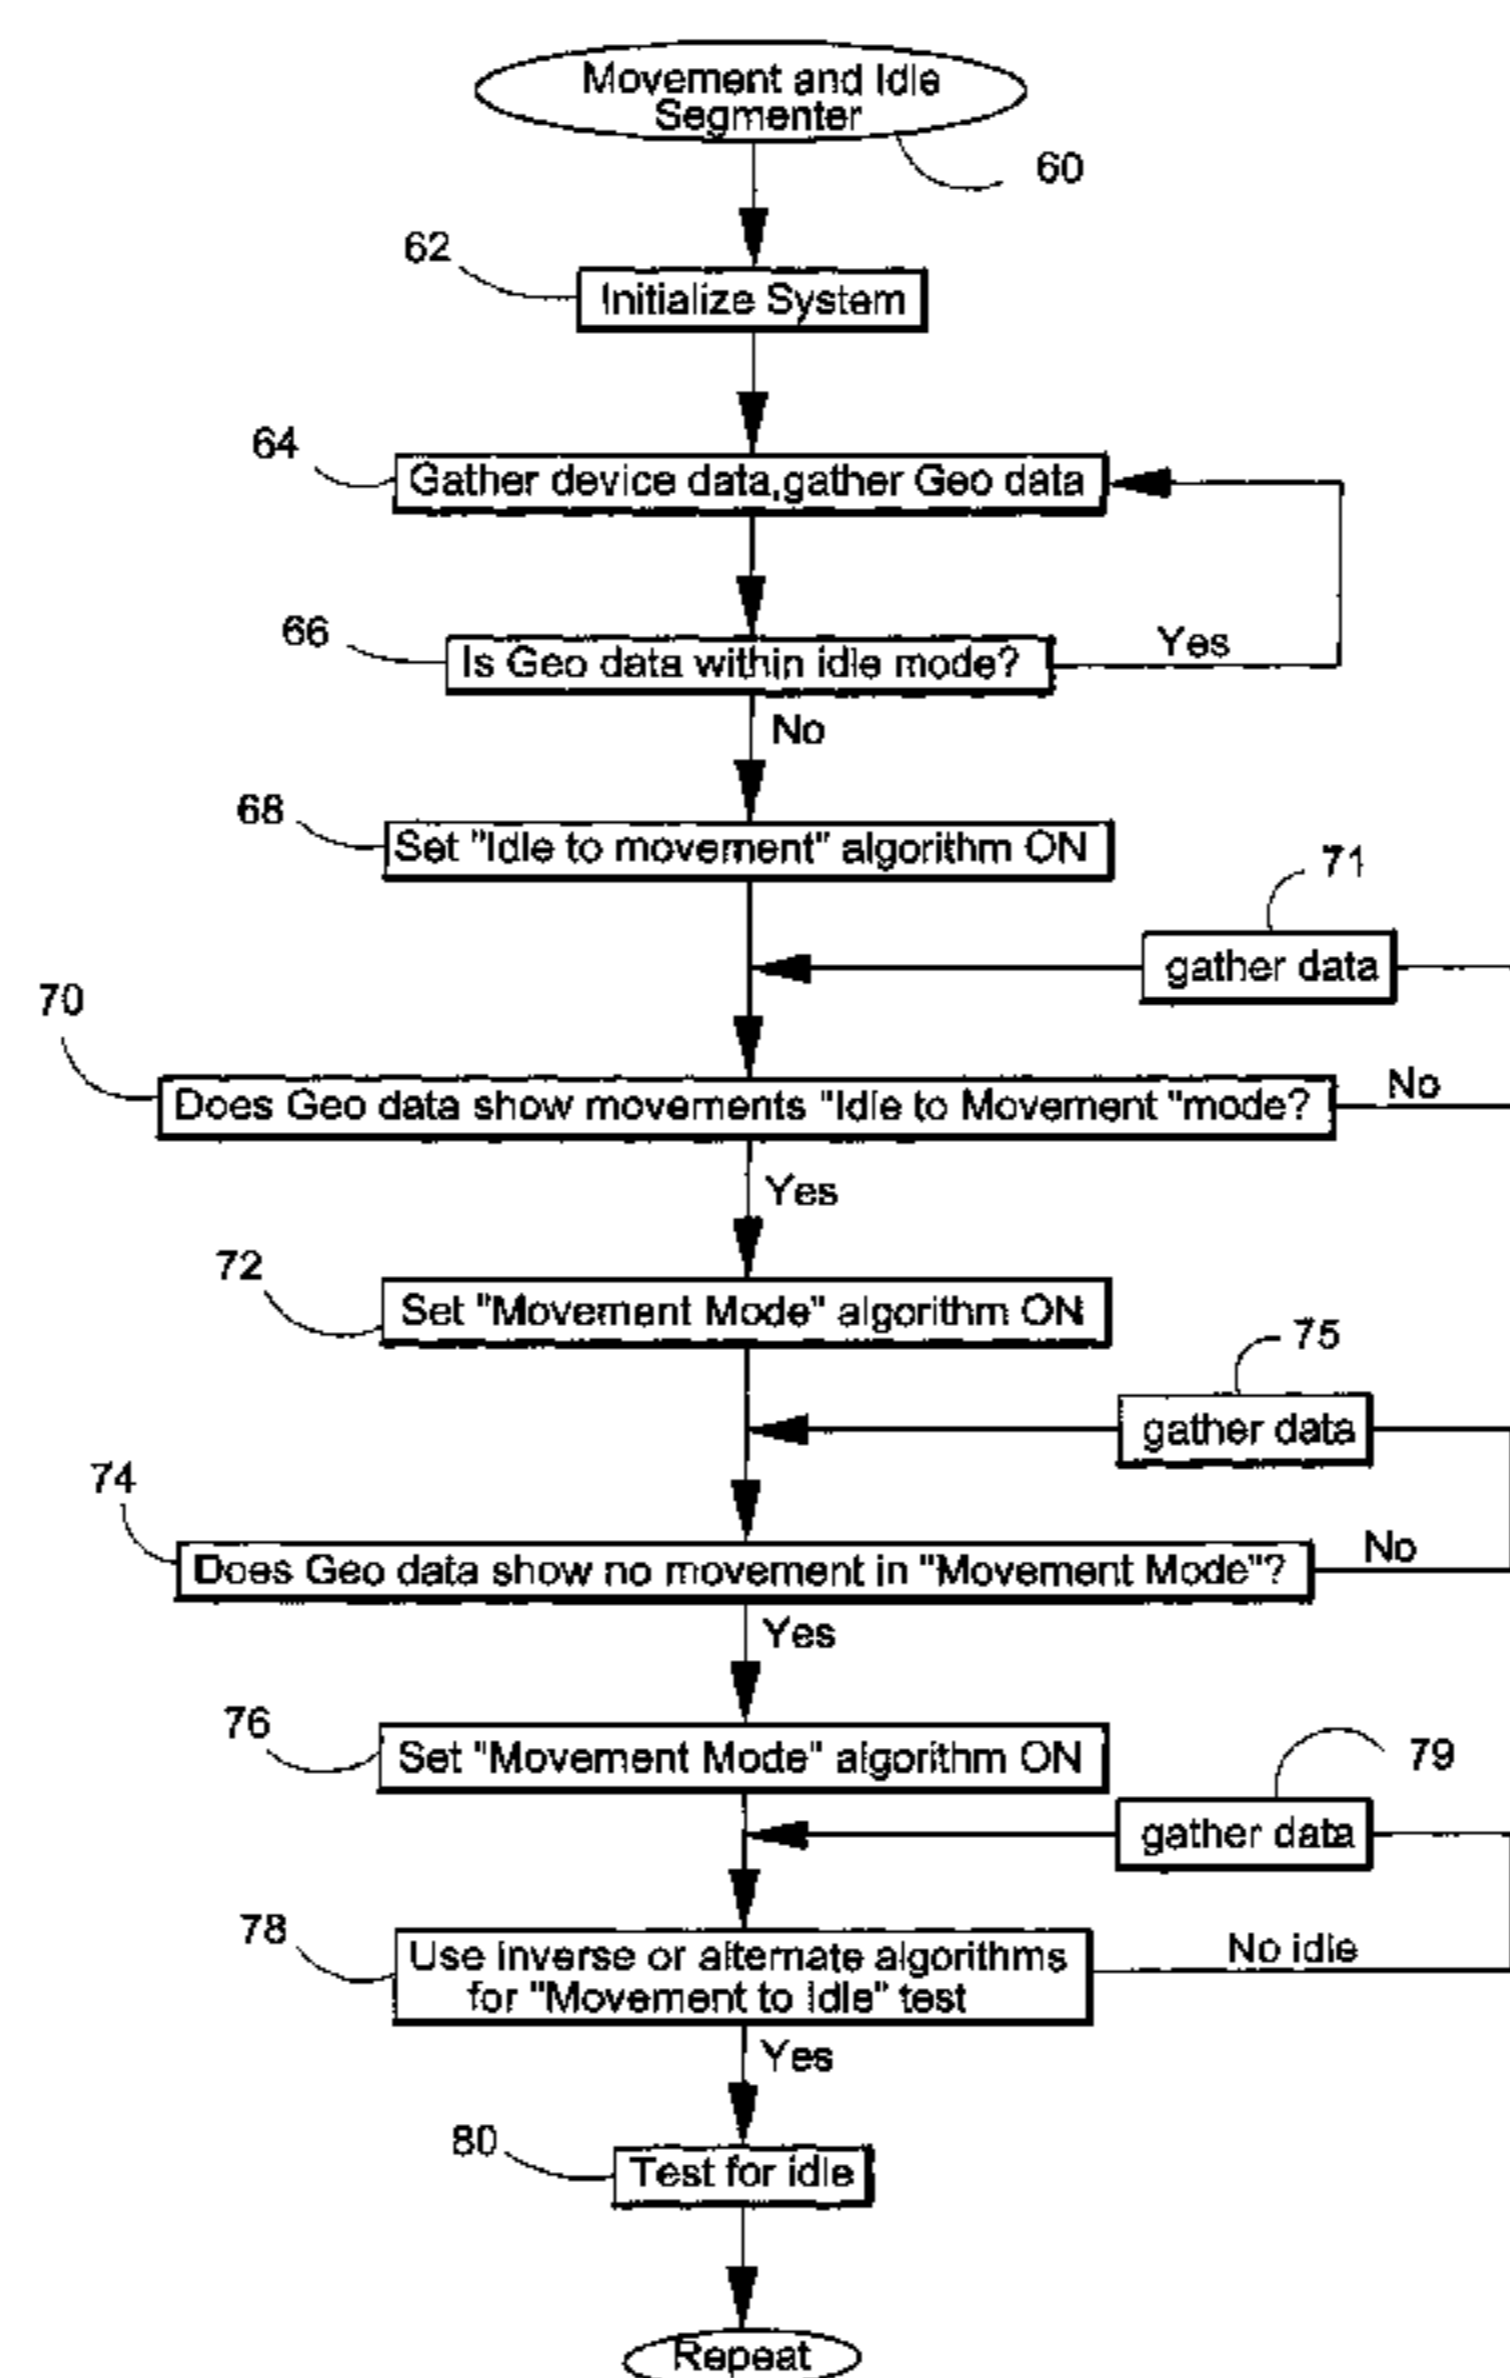 Movement and Idle
Segmenter
60
62
Initialize System
64
Gather device data,gather Geo data
66
Is Geo data within idle mode?
Yes
No
68
Set "Idle to movement" algorithm ON
71
gather data
70
Does Geo data show movements "Idle to Movement "mode?
No
Yes
72
Set "Movement Mode" algorithm ON
75
gather data
74
Does Geo data show no movement in "Movement Mode"?
No
Yes
76
Set "Movement Mode" algorithm ON
79
gather data
78
Use inverse or alternate algorithms
for "Movement to Idle" test
No idle
Yes
80
Test for idle
Repeat